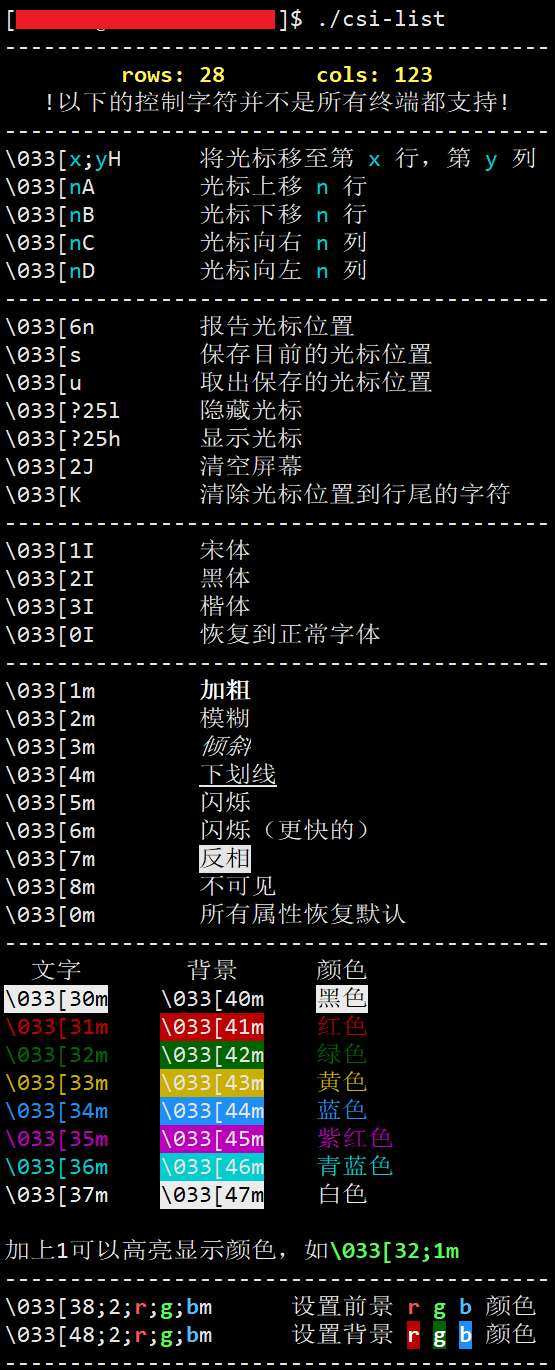 [ ]$ ./csi-list
-----------------------------------------
rows: 28 cols: 123
!以下的控制字符并不是所有终端都支持!
-----------------------------------------
\033[x;yH 将光标移至第 x 行，第 y 列
\033[nA 光标上移 n 行
\033[nB 光标下移 n 行
\033[nC 光标向右 n 列
\033[nD 光标向左 n 列
-----------------------------------------
\033[6n 报告光标位置
\033[s 保存目前的光标位置
\033[u 取出保存的光标位置
\033[?25l 隐藏光标
\033[?25h 显示光标
\033[2J 清空屏幕
\033[K 清除光标位置到行尾的字符
-----------------------------------------
\033[1I 宋体
\033[2I 黑体
\033[3I 楷体
\033[0I 恢复到正常字体
-----------------------------------------
\033[1m 加粗
\033[2m 模糊
\033[3m 倾斜
\033[4m 下划线
\033[5m 闪烁
\033[6m 闪烁（更快的）
\033[7m 反相
\033[8m 不可见
\033[0m 所有属性恢复默认
-----------------------------------------
文字 背景 颜色
\033[30m \033[40m 黑色
\033[31m \033[41m 红色
\033[32m \033[42m 绿色
\033[33m \033[43m 黄色
\033[34m \033[44m 蓝色
\033[35m \033[45m 紫红色
\033[36m \033[46m 青蓝色
\033[37m \033[47m 白色
加上1可以高亮显示颜色，如\033[32;1m
-----------------------------------------
\033[38;2;r;g;bm 设置前景 r g b 颜色
\033[48;2;r;g;bm 设置背景 r g b 颜色
-----------------------------------------